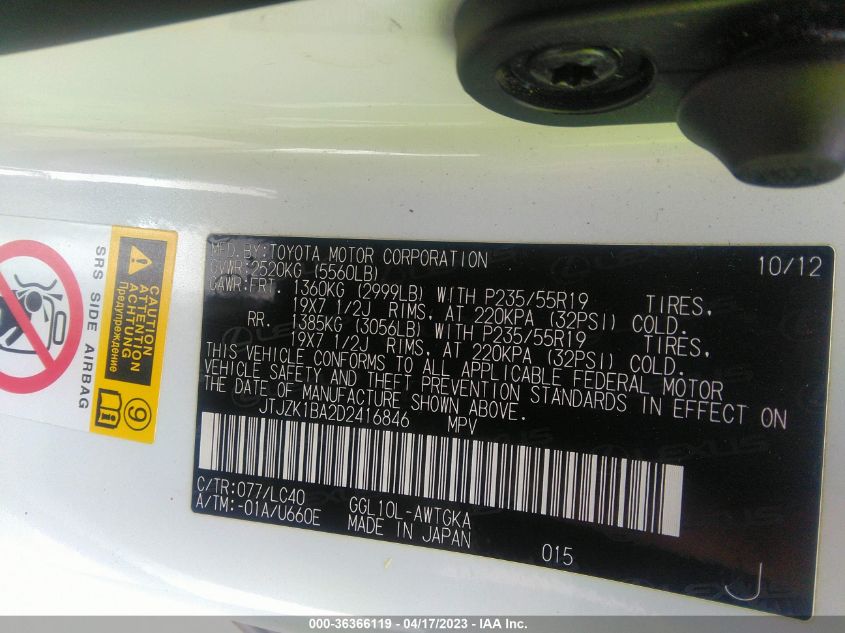 MFD.BY:TOYOTA MOTOR CORPORATION 10/12
GVWR:2520KG (5560LB)
GAWR:FRT. 1360KG (2999LB) WITH P235/55R19 TIRES,
19X7 1/2J RIMS, AT 220KPA (32PSI) COLD.
RR. 1385KG (3056LB) WITH P235/55R19 TIRES,
19X7 1/2J RIMS, AT 220KPA (32PSI) COLD.
THIS VEHICLE CONFORMS TO ALL APPLICABLE FEDERAL MOTOR
VEHICLE SAFETY AND THEFT PREVENTION STANDARDS IN EFFECT ON
THE DATE OF MANUFACTURE SHOWN ABOVE.
JTJZK1BA2D2416846 MPV
C/TR:077/LC40 GGL10L-AWTGKA
A/TM:-01A/U660E MADE IN JAPAN
015
J
SRS SIDE AIRBAG
CAUTION
ATTENTION
ACHTUNG
Предупреждение
9
LEXUS
000-36366119 - 04/17/2023 - IAA Inc.